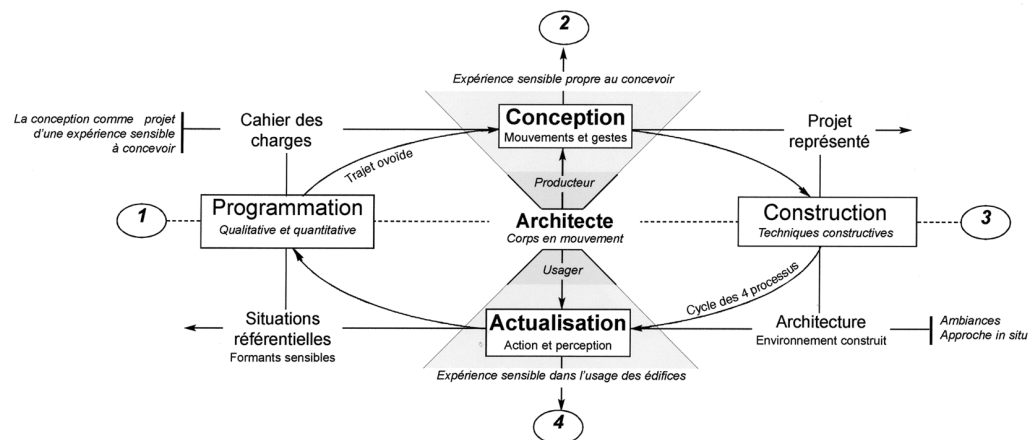 2
Expérience sensible propre au concevoir
La conception comme projet
d'une expérience sensible
à concevoir
Cahier des
charges
Conception
Mouvements et gestes
Projet
représenté
Trajet ovoïde
Producteur
1
Programmation
Qualitative et quantitative
Architecte
Corps en mouvement
Construction
Techniques constructives
3
Usager
Cycle des 4 processus
Situations
référentielles
Formants sensibles
Actualisation
Action et perception
Architecture
Environnement construit
Ambiances
Approche in situ
Expérience sensible dans l'usage des édifices
4